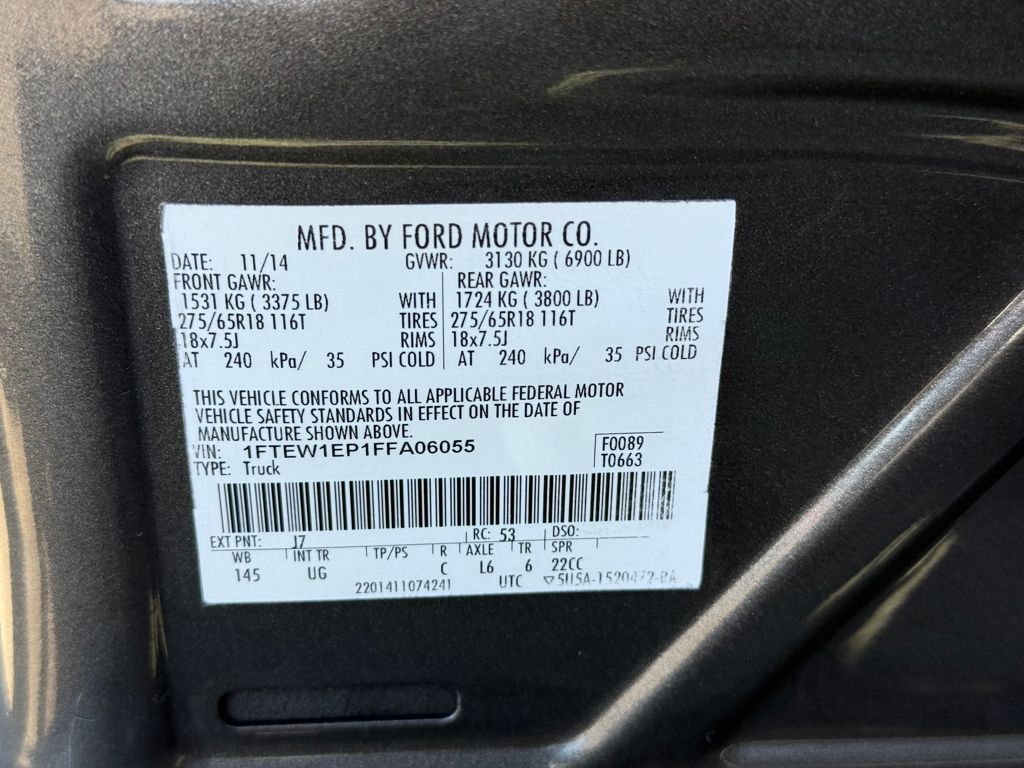 MFD. BY FORD MOTOR CO.
DATE: 11/14 GVWR: 3130 KG ( 6900 LB)
FRONT GAWR: REAR GAWR:
1531 KG ( 3375 LB) WITH 1724 KG ( 3800 LB) WITH
275/65R18 116T TIRES 275/65R18 116T TIRES
18x7.5J RIMS 18x7.5J RIMS
AT 240 kPa/ 35 PSI COLD AT 240 kPa/ 35 PSI COLD
THIS VEHICLE CONFORMS TO ALL APPLICABLE FEDERAL MOTOR
VEHICLE SAFETY STANDARDS IN EFFECT ON THE DATE OF
MANUFACTURE SHOWN ABOVE.
VIN: 1FTEW1EP1FFA06055 F0089
TYPE: Truck T0663
EXT PNT: J7 RC: 53 DSO:
WB INT TR TP/PS R AXLE TR SPR
145 UG C L6 6 22CC
2201411074241 UTC ▽5U5A-1520472-BA